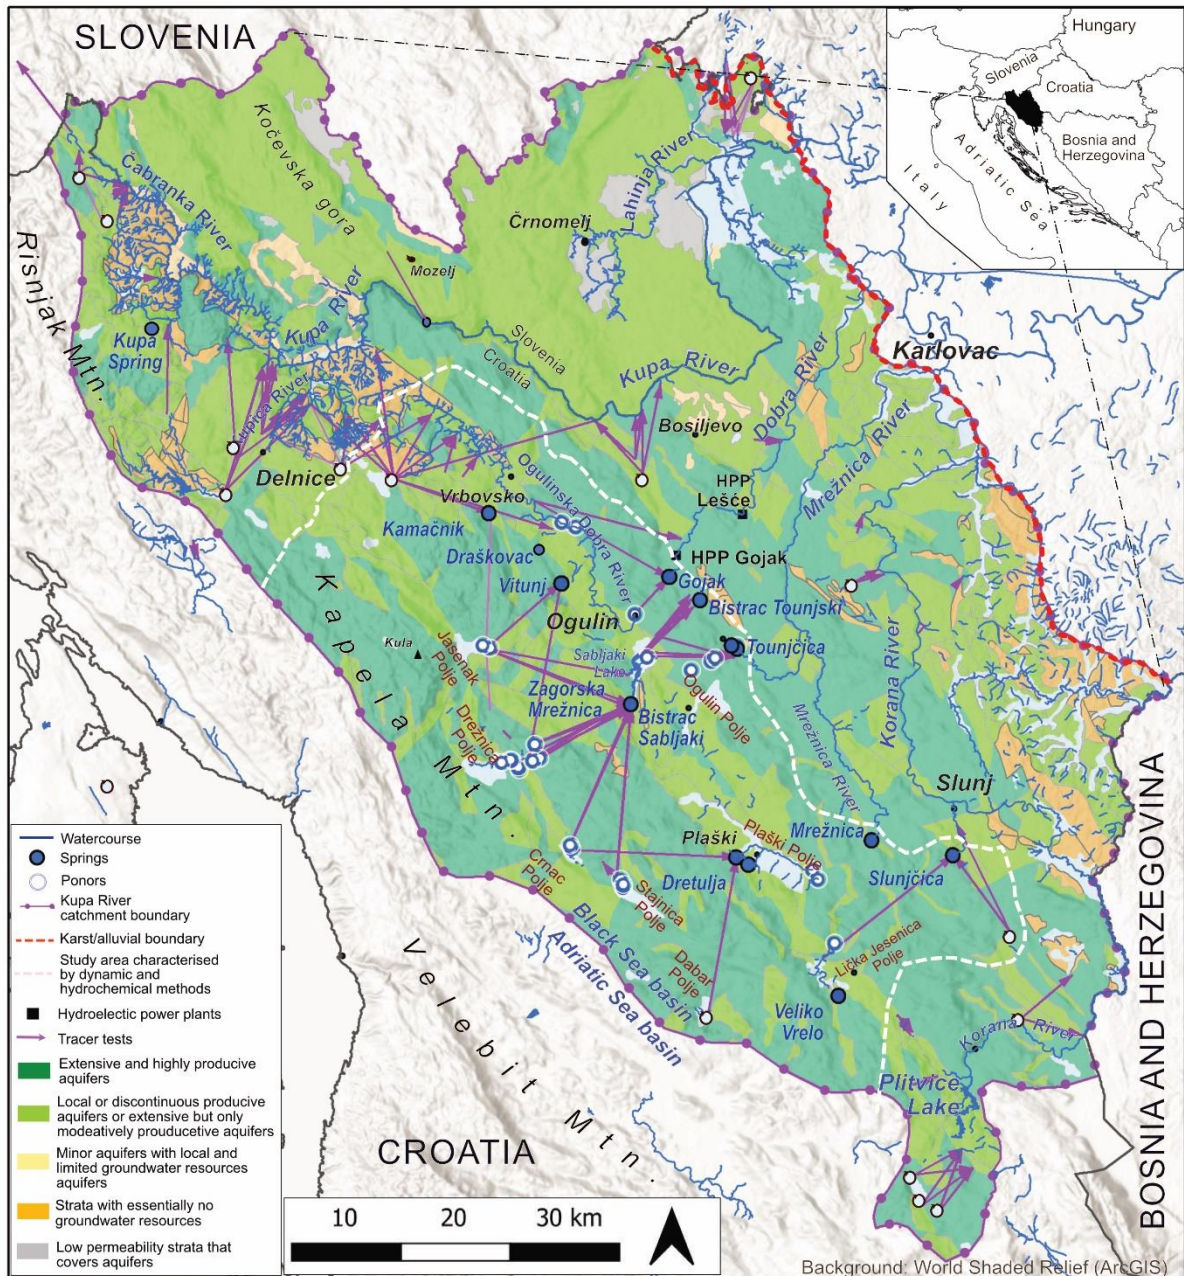 SLOVENIA
Hungary
Slovenia
Croatia
Bosnia and
Herzegovina
Adriatic Sea
Italy
Kočevska gora
Čabranka River
Lahinja River
Črnomelj
Risnjak Mtn.
Mozelj
Kupa River
Kupa
Spring
Slovenia
Croatia
Kupa River
Dobra River
Karlovac
Kupica River
Bosiljevo
Mrežnica River
Delnice
Vrbovsko
Ogulinska Dobra River
HPP
Lešće
Kamačnik
Draškovac
HPP Gojak
Vitunj
Gojak
Bistrac Tounjski
Kapela Mtn.
Ogulin
Tounjčica
Korana River
Kula
Jasenak
Polje
Sabljaki
Lake
Zagorska
Mrežnica
Ogulin Polje
Bistrac
Sabljaki
Mrežnica River
Drežnica
Polje
Slunj
BOSNIA AND HERZEGOVINA
Plaški
Plaški Polje
Mrežnica
Crnac
Polje
Dretulja
Slunjčica
Stajnica
Polje
Black Sea basin
Adriatic Sea basin
Dabar
Polje
Lička Jesenica
Polje
Veliko
Vrelo
Korana River
Velebit Mtn.
Plitvice
Lake
CROATIA
Watercourse
Springs
Ponors
Kupa River
catchment boundary
Karst/alluvial boundary
Study area characterised
by dynamic and
hydrochemical methods
Hydroelectic power plants
Tracer tests
Extensive and highly producive
aquifers
Local or discontinuous producive
aquifers or extensive but only
modeatively prouducetive aquifers
Minor aquifers with local and
limited groundwater resources
aquifers
Strata with essentially no
groundwater resources
Low permeability strata that
covers aquifers
10 20 30 km
Background: World Shaded Relief (ArcGIS)